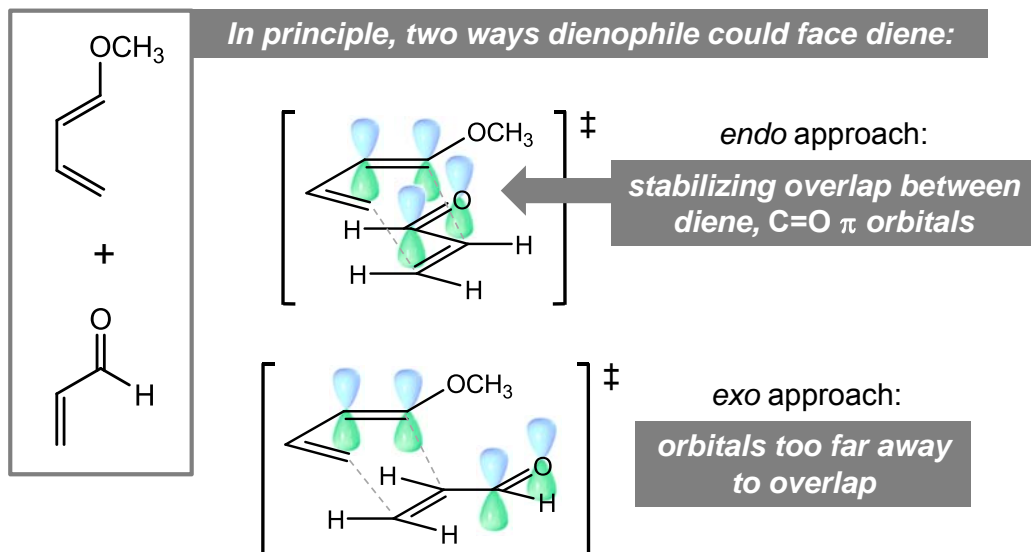 In principle, two ways dienophile could face diene:
OCH3
+
O
H
OCH3
‡
O
H
H
H
H
endo approach:
stabilizing overlap between
diene, C=O π orbitals
OCH3
‡
H
O
H
H
H
exo approach:
orbitals too far away
to overlap